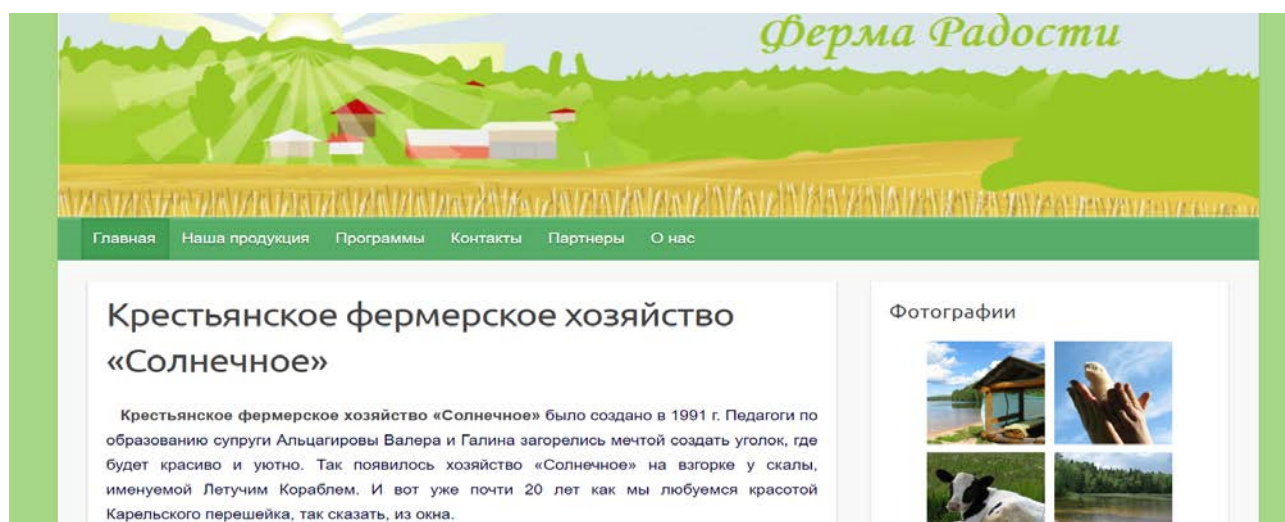 Ферма Радости
Главная Наша продукция Программы Контакты Партнеры О нас
Крестьянское фермерское хозяйство
«Солнечное»
Крестьянское фермерское хозяйство «Солнечное» было создано в 1991 г. Педагоги по
образованию супруги Альцагировы Валера и Галина загорелись мечтой создать уголок, где
будет красиво и уютно. Так появилось хозяйство «Солнечное» на взгорке у скалы,
именуемой Летучим Кораблем. И вот уже почти 20 лет как мы любуемся красотой
Карельского перешейка, так сказать, из окна.
Фотографии